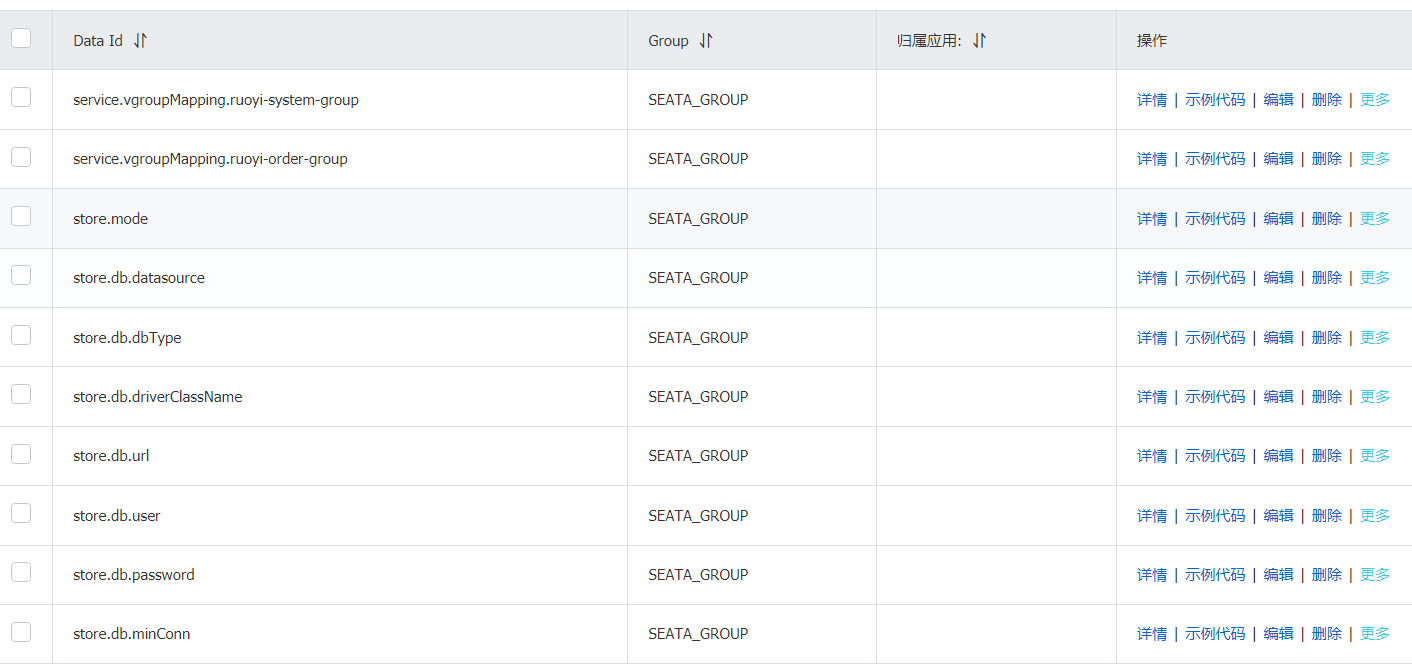 Data Id Group 归属应用: 操作
service.vgroupMapping.ruoyi-system-group SEATA_GROUP 详情 | 示例代码 | 编辑 | 删除 | 更多
service.vgroupMapping.ruoyi-order-group SEATA_GROUP 详情 | 示例代码 | 编辑 | 删除 | 更多
store.mode SEATA_GROUP 详情 | 示例代码 | 编辑 | 删除 | 更多
store.db.datasource SEATA_GROUP 详情 | 示例代码 | 编辑 | 删除 | 更多
store.db.dbType SEATA_GROUP 详情 | 示例代码 | 编辑 | 删除 | 更多
store.db.driverClassName SEATA_GROUP 详情 | 示例代码 | 编辑 | 删除 | 更多
store.db.url SEATA_GROUP 详情 | 示例代码 | 编辑 | 删除 | 更多
store.db.user SEATA_GROUP 详情 | 示例代码 | 编辑 | 删除 | 更多
store.db.password SEATA_GROUP 详情 | 示例代码 | 编辑 | 删除 | 更多
store.db.minConn SEATA_GROUP 详情 | 示例代码 | 编辑 | 删除 | 更多